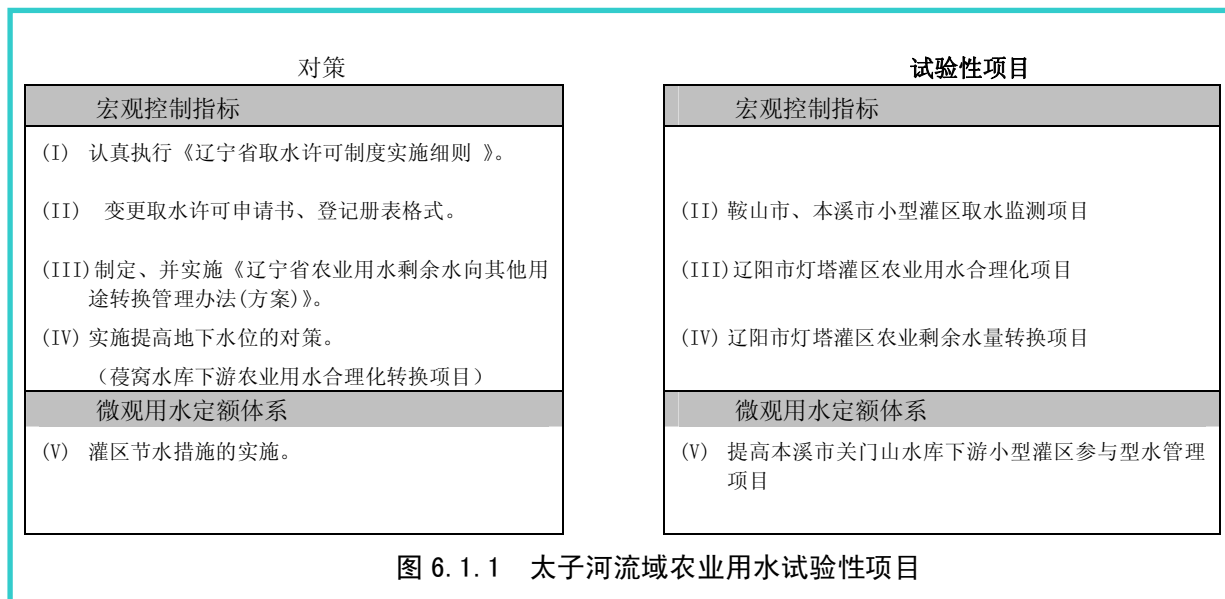 对策
宏观控制指标
(I) 认真执行《辽宁省取水许可制度实施细则 》。
(II) 变更取水许可申请书、登记册表格式。
(III)制定、并实施《辽宁省农业用水剩余水向其他用
途转换管理办法(方案)》。
(IV) 实施提高地下水位的对策。
（葠窝水库下游农业用水合理化转换项目）
微观用水定额体系
(V) 灌区节水措施的实施。
试验性项目
宏观控制指标
(II) 鞍山市、本溪市小型灌区取水监测项目
(III)辽阳市灯塔灌区农业用水合理化项目
(IV) 辽阳市灯塔灌区农业剩余水量转换项目
微观用水定额体系
(V) 提高本溪市关门山水库下游小型灌区参与型水管理
项目
图 6.1.1 太子河流域农业用水试验性项目